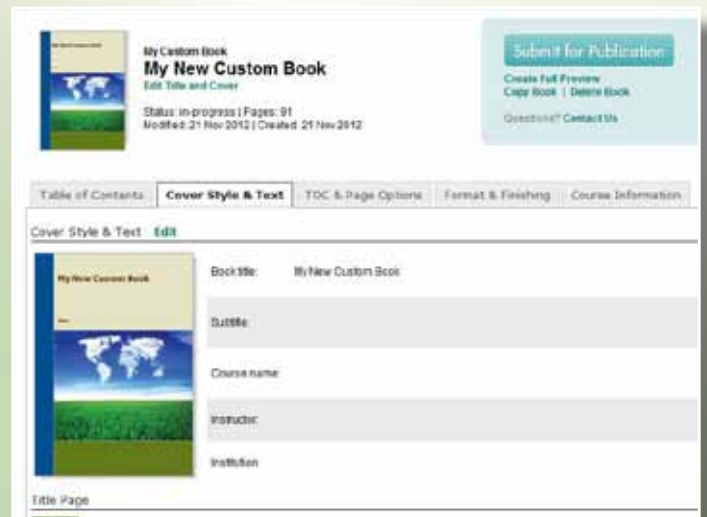 My Custom Book
My New Custom Book
Edit Title and Cover
Status: in-progress | Pages: 91
Modified: 21 Nov 2012 | Created: 21 Nov 2012
Submit for Publication
Create Full Preview
Copy Book | Delete Book
Questions? Contact Us
Table of Contents
Cover Style & Text
TOC & Page Options
Format & Finishing
Course Information
Cover Style & Text Edit
My New Custom Book
Book title: My New Custom Book
Subtitle:
Course name:
Instructor:
Institution
Title Page